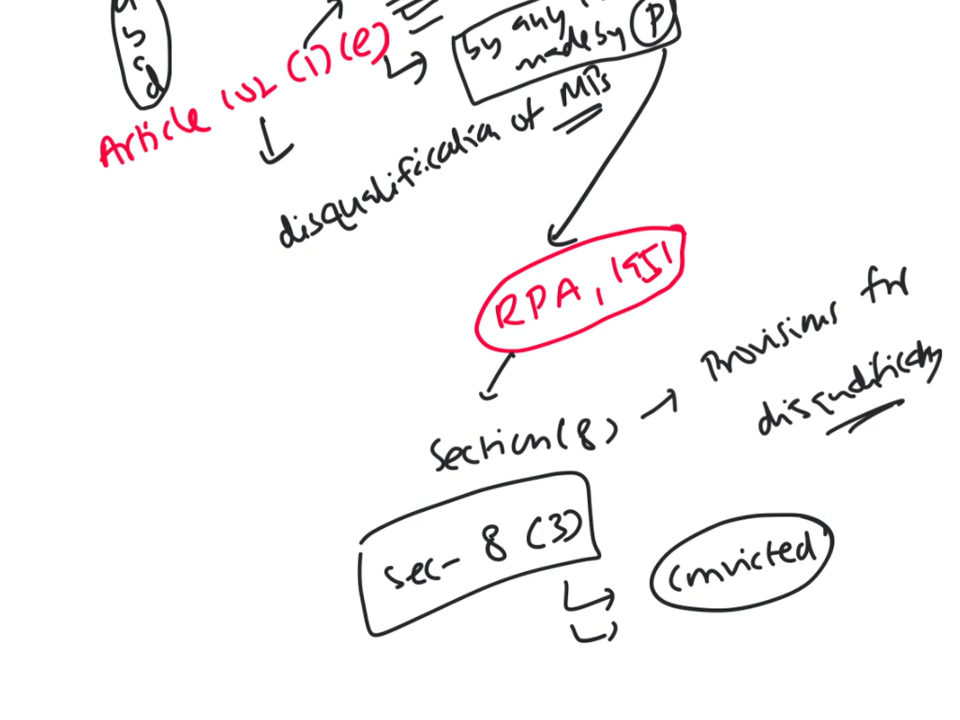 b
c
d
by any
made by P
Article 102 (1) (e)
disqualification of MPs
RPA, 1951
Section (8) → Provisions for
disqualification
Sec- 8 (3)
Convicted